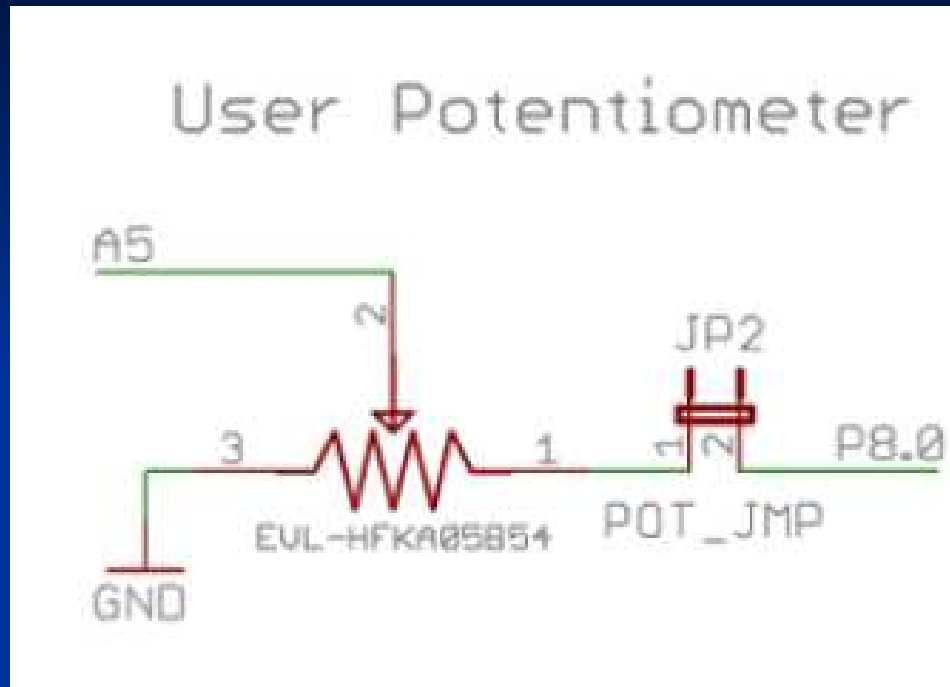 User Potentiometer
A5
2
JP2
3
1
1
2
P8.0
EVL-HFKA05B54
POT_JMP
GND